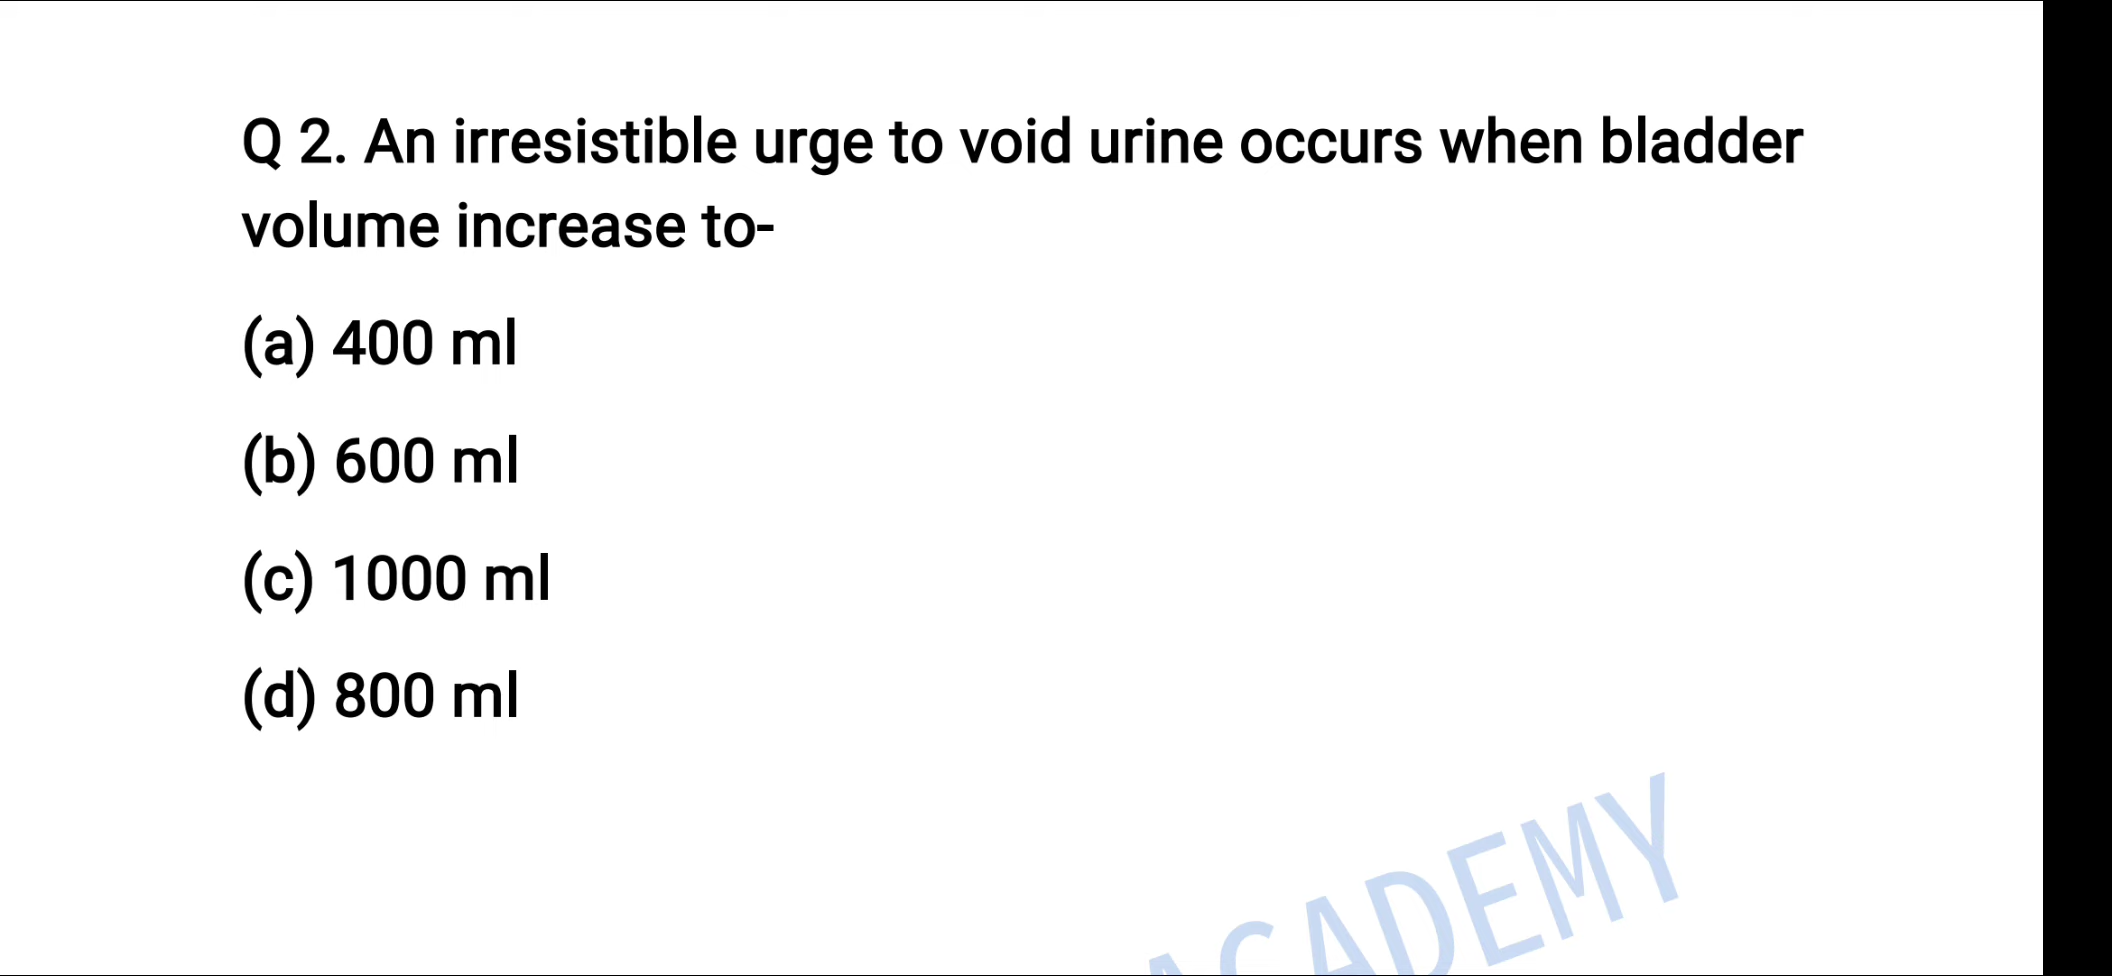 Q 2. An irresistible urge to void urine occurs when bladder
volume increase to-
(a) 400 ml
(b) 600 ml
(c) 1000 ml
(d) 800 ml
ACADEMY